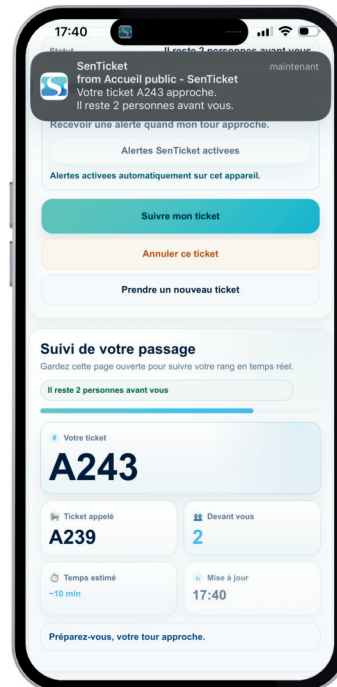 17:40
Statut
Il reste 2 personnes avant vous
SenTicket
maintenant
from Accueil public - SenTicket
Votre ticket A243 approche.
Il reste 2 personnes avant vous.
Recevoir une alerte quand mon tour approche.
Alertes SenTicket activees
Alertes activees automatiquement sur cet appareil.
Suivre mon ticket
Annuler ce ticket
Prendre un nouveau ticket
Suivi de votre passage
Gardez cette page ouverte pour suivre votre rang en temps réel.
Il reste 2 personnes avant vous
# Votre ticket
A243
Ticket appelé
A239
Devant vous
2
Temps estimé
~10 min
Mise à jour
17:40
Préparez-vous, votre tour approche.